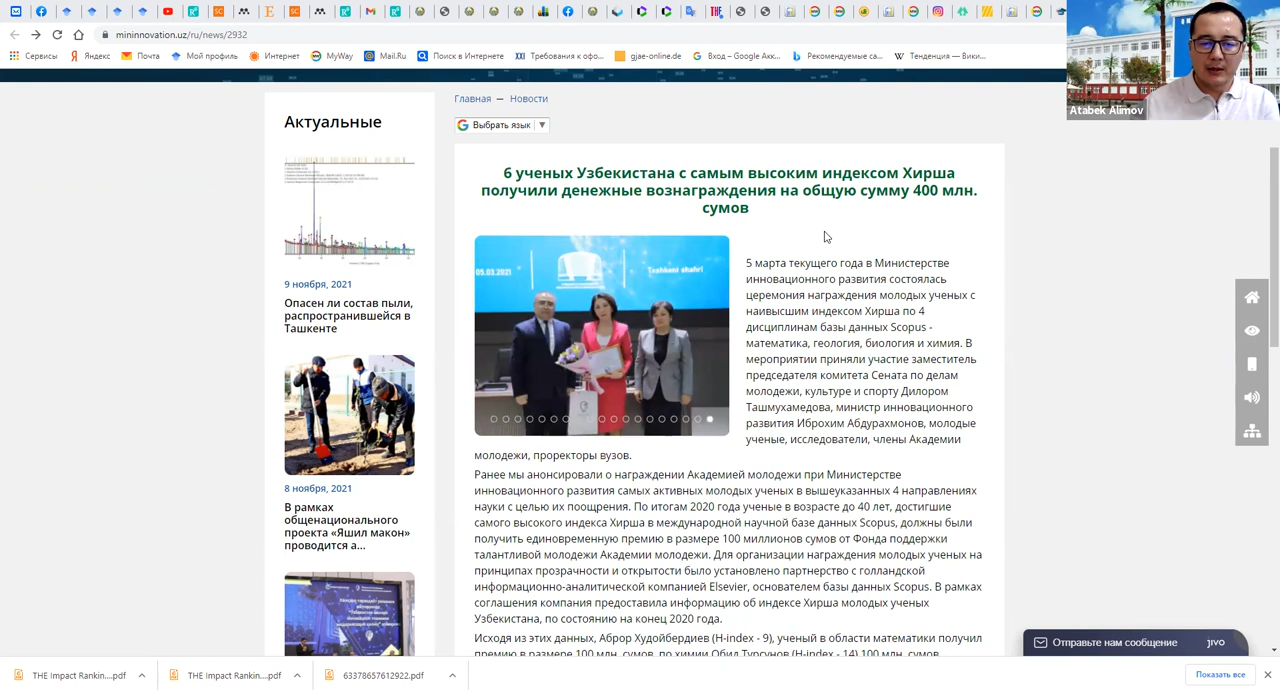 mininnovation.uz/ru/news/2932
Сервисы
Яндекс
Почта
Мой профиль
Интернет
MyWay
Mail.Ru
Поиск в Интернете
Требования к офо...
gjae-online.de
Вход – Google Акк...
Рекомендуемые са...
Тенденция — Вики...
Atabek Alimov
Актуальные
9 ноября, 2021
Опасен ли состав пыли,
распространившейся в
Ташкенте
8 ноября, 2021
В рамках
общенационального
проекта «Яшил макон»
проводится а...
Главная — Новости
Выбрать язык
6 ученых Узбекистана с самым высоким индексом Хирша
получили денежные вознаграждения на общую сумму 400 млн.
сумов
05.03.2021
Toshkent shahri
5 марта текущего года в Министерстве
инновационного развития состоялась
церемония награждения молодых ученых с
наивысшим индексом Хирша по 4
дисциплинам базы данных Scopus -
математика, геология, биология и химия. В
мероприятии приняли участие заместитель
председателя комитета Сената по делам
молодежи, культуре и спорту Дилором
Ташмухамедова, министр инновационного
развития Иброхим Абдурахмонов, молодые
ученые, исследователи, члены Академии
молодежи, проректоры вузов.
Ранее мы анонсировали о награждении Академией молодежи при Министерстве
инновационного развития самых активных молодых ученых в вышеуказанных 4 направлениях
науки с целью их поощрения. По итогам 2020 года ученые в возрасте до 40 лет, достигшие
самого высокого индекса Хирша в международной научной базе данных Scopus, должны были
получить единовременную премию в размере 100 миллионов сумов от Фонда поддержки
талантливой молодежи Академии молодежи. Для организации награждения молодых ученых на
принципах прозрачности и открытости было установлено партнерство с голландской
информационно-аналитической компанией Elsevier, основателем базы данных Scopus. В рамках
соглашения компания предоставила информацию об индексе Хирша молодых ученых
Узбекистана, по состоянию на конец 2020 года.
Исходя из этих данных, Аброр Худойбердиев (H-index - 9), ученый в области математики получил
премию в размере 100 млн. сумов, по химии Обид Турсунов (H-index - 14) 100 млн. сумов,
Отправьте нам сообщение
jivo
THE Impact Rankin....pdf
THE Impact Rankin....pdf
63378657612922.pdf
Показать все